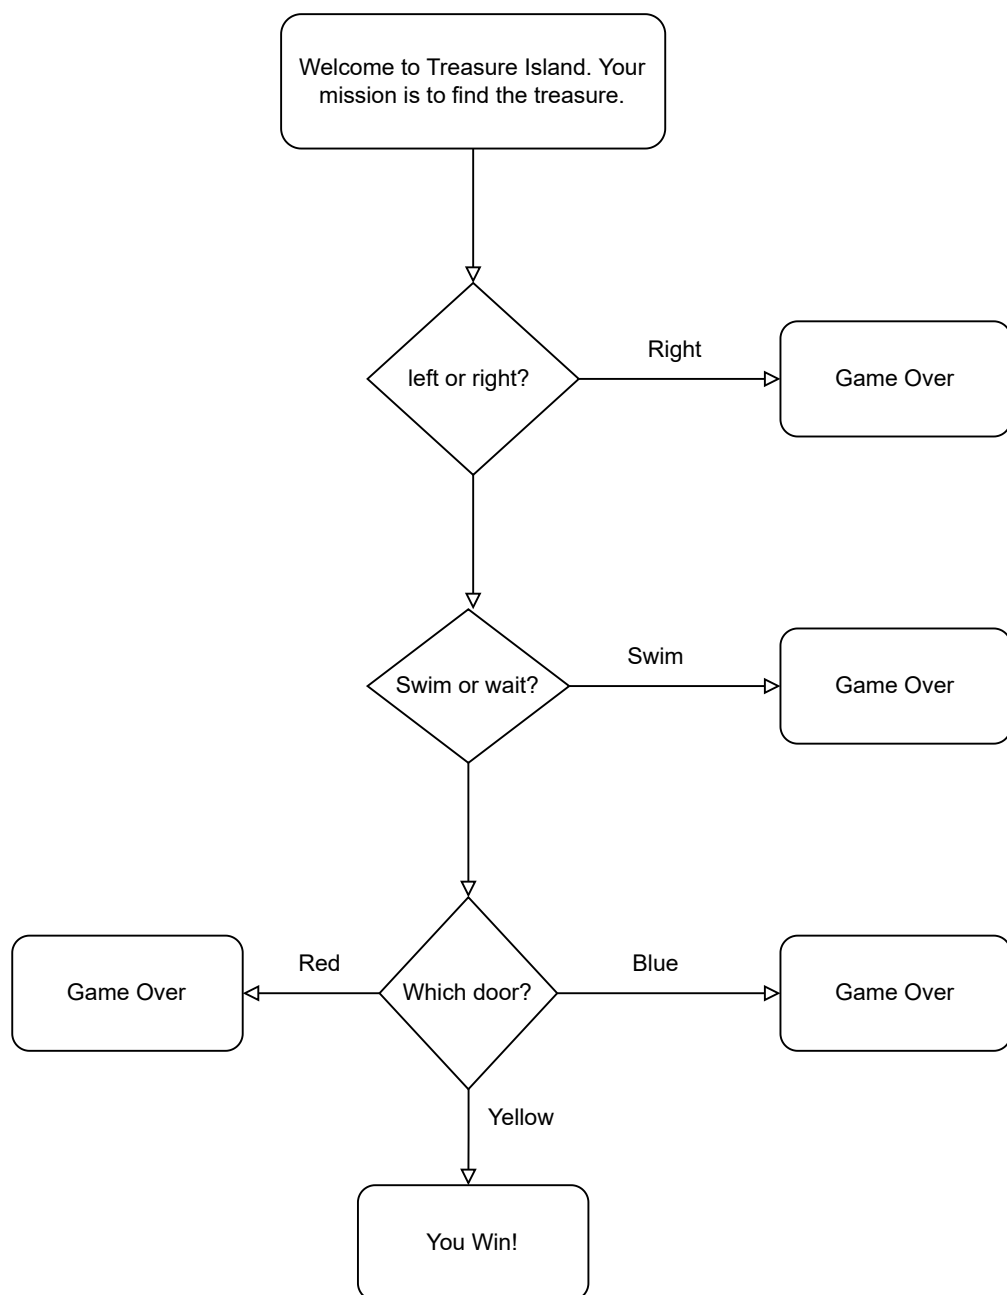 Welcome to Treasure Island. Your
mission is to find the treasure.
left or right?
Right
Game Over
Swim or wait?
Swim
Game Over
Game Over
Red
Which door?
Blue
Game Over
Yellow
You Win!